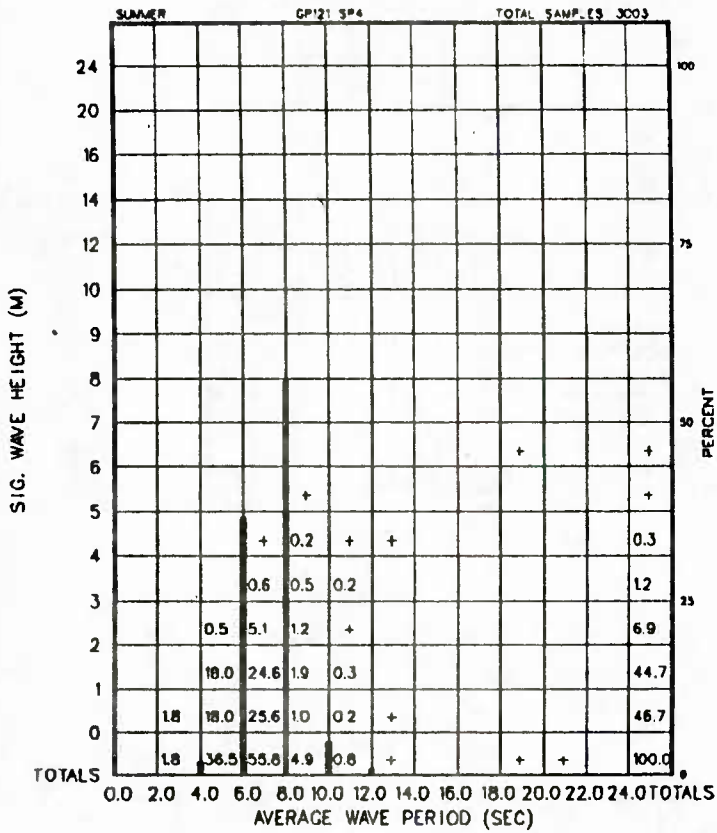 SUMMER GP121 SP4 TOTAL SAMPLES 3003
24 100
20
16
14
12 75
10
9
8
7 50
6 + +
5 + +
4 + 0.2 + + 0.3
3 0.6 0.5 0.2 1.2 25
2 0.5 5.1 1.2 + 6.9
1 18.0 24.6 1.9 0.3 44.7
0 1.8 18.0 25.6 1.0 0.2 + 46.7
TOTALS 1.8 36.5 55.8 4.9 0.8 + + + 100.0 0
0.0 2.0 4.0 6.0 8.0 10.0 12.0 14.0 16.0 18.0 20.0 22.0 24.0 TOTALS
AVERAGE WAVE PERIOD (SEC)
SIG. WAVE HEIGHT (M)
PERCENT